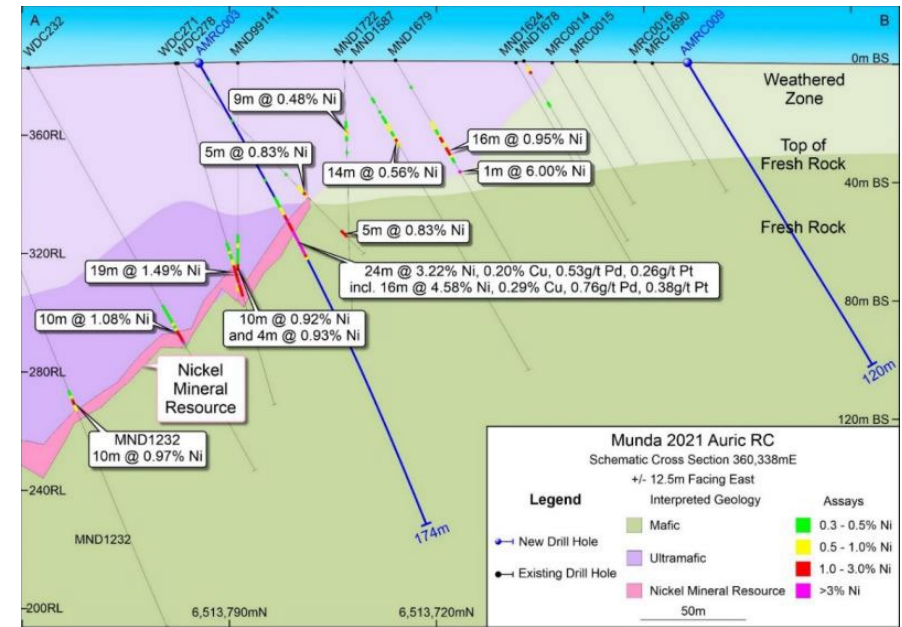 A
B
WDC232
WDC271
WDC278
AMRC003
MND99141
MND1722
MND1587
MND1679
MND1624
MND1678
MRC0014
MRC0015
MRC0016
MRC1690
AMRC009
0m BS
Weathered
Zone
9m @ 0.48% Ni
360RL
16m @ 0.95% Ni
5m @ 0.83% Ni
Top of
Fresh Rock
14m @ 0.56% Ni
1m @ 6.00% Ni
40m BS
Fresh Rock
5m @ 0.83% Ni
320RL
19m @ 1.49% Ni
24m @ 3.22% Ni, 0.20% Cu, 0.53g/t Pd, 0.26g/t Pt
incl. 16m @ 4.58% Ni, 0.29% Cu, 0.76g/t Pd, 0.38g/t Pt
80m BS
10m @ 1.08% Ni
10m @ 0.92% Ni
and 4m @ 0.93% Ni
280RL
120m
Nickel
Mineral
Resource
120m BS
MND1232
10m @ 0.97% Ni
240RL
174m
MND1232
200RL
6,513,790mN
6,513,720mN
Munda 2021 Auric RC
Schematic Cross Section 360,338mE
+/- 12.5m Facing East
Legend
New Drill Hole
Existing Drill Hole
Interpreted Geology
Mafic
Ultramafic
Nickel Mineral Resource
Assays
0.3 - 0.5% Ni
0.5 - 1.0% Ni
1.0 - 3.0% Ni
>3% Ni
50m